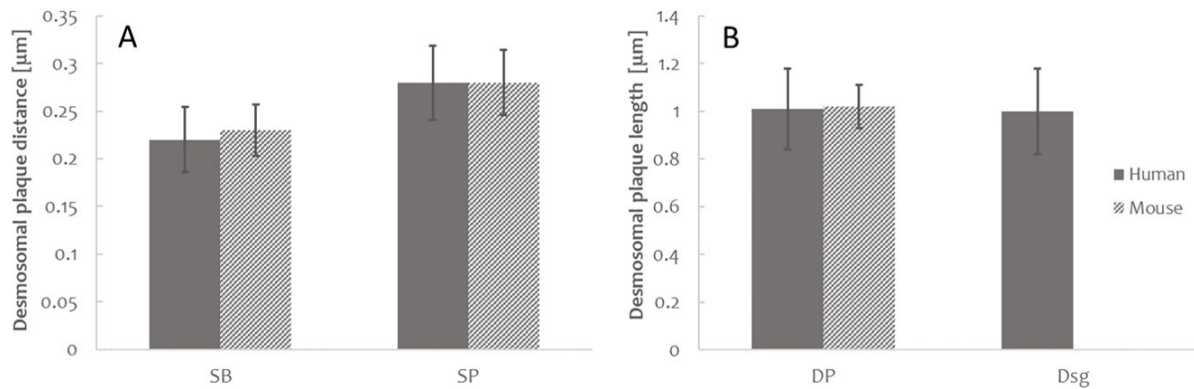 A
Desmosomal plaque distance [µm]
0.35
0.3
0.25
0.2
0.15
0.1
0.05
0
SB SP
B
Desmosomal plaque length [µm]
1.4
1.2
1
0.8
0.6
0.4
0.2
0
DP Dsg
Human
Mouse